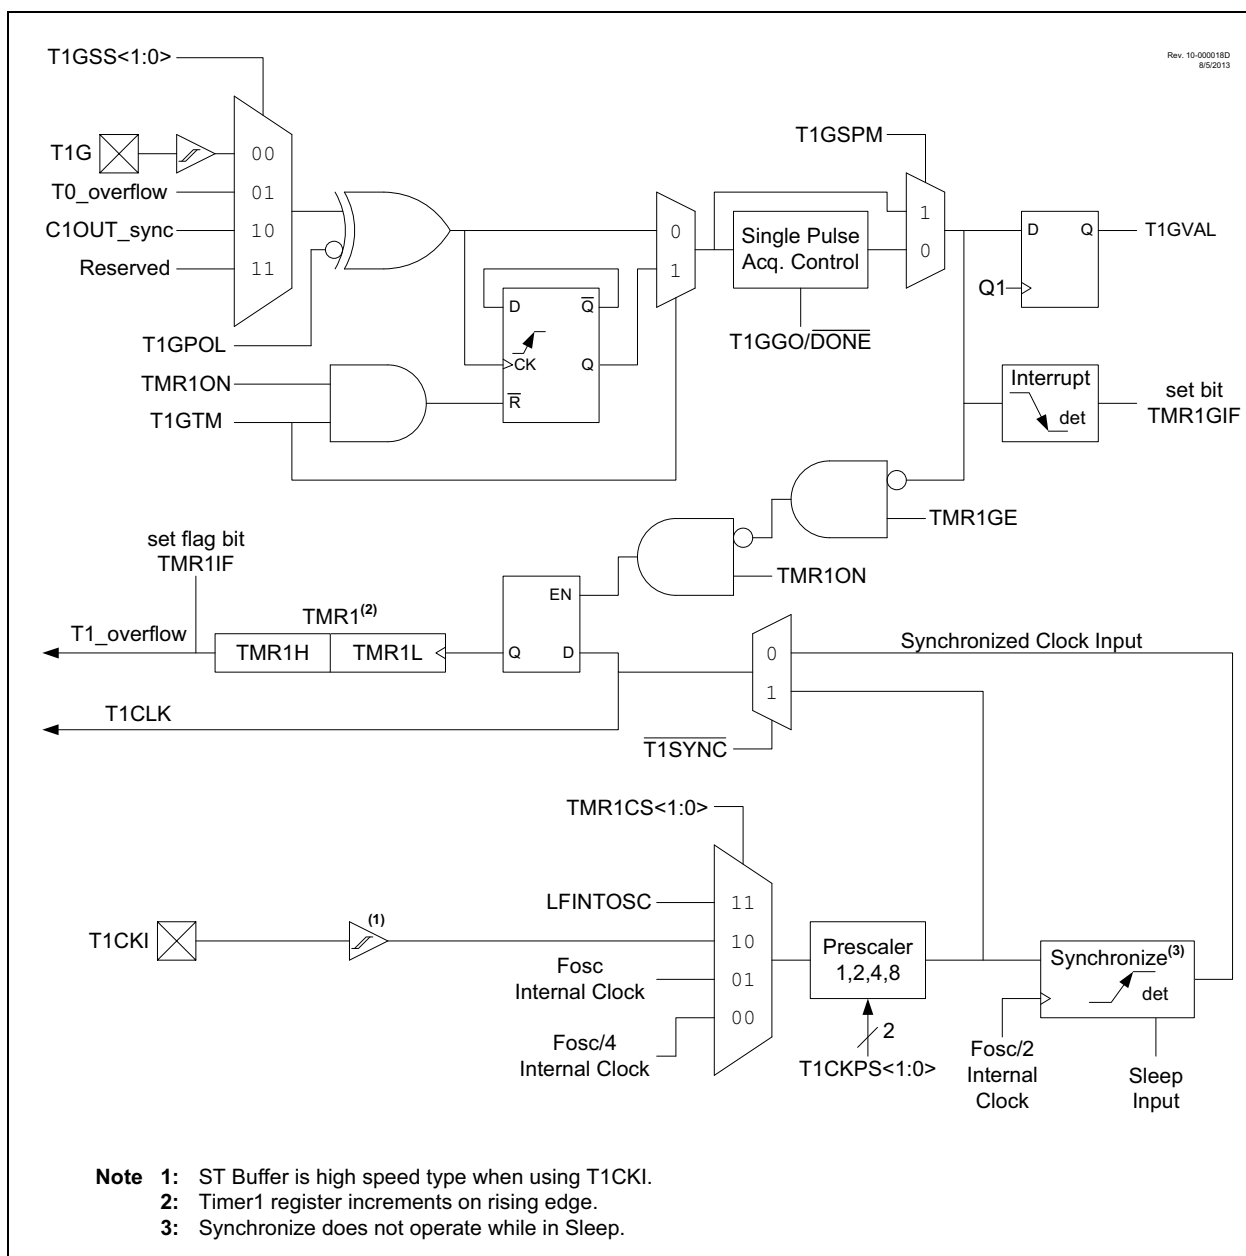 Rev. 10-000018D
8/5/2013
T1GSS<1:0>
T1G
T0_overflow
C1OUT_sync
Reserved
00
01
10
11
T1GPOL
TMR1ON
T1GTM
D
Q
CK
Q
R
0
1
Single Pulse
Acq. Control
T1GGO/DONE
T1GSPM
1
0
D
Q
Q1
T1GVAL
Interrupt
det
set bit
TMR1GIF
TMR1GE
TMR1ON
set flag bit
TMR1IF
TMR1(2)
T1_overflow
TMR1H
TMR1L
EN
Q
D
T1CLK
0
1
Synchronized Clock Input
T1SYNC
TMR1CS<1:0>
LFINTOSC
T1CKI
(1)
Fosc
Internal Clock
Fosc/4
Internal Clock
11
10
01
00
Prescaler
1,2,4,8
2
T1CKPS<1:0>
Synchronize(3)
det
Fosc/2
Internal
Clock
Sleep
Input
Note 1: ST Buffer is high speed type when using T1CKI.
2: Timer1 register increments on rising edge.
3: Synchronize does not operate while in Sleep.